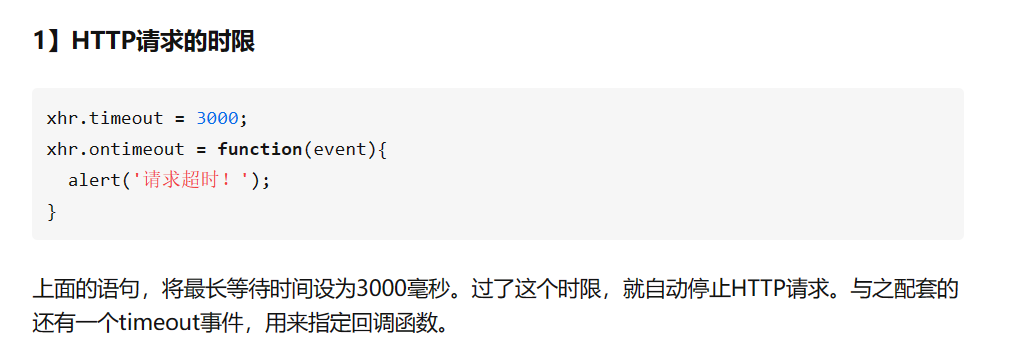 1】HTTP请求的时限
xhr.timeout = 3000;
xhr.ontimeout = function(event){
  alert('请求超时！');
}
上面的语句，将最长等待时间设为3000毫秒。过了这个时限，就自动停止HTTP请求。与之配套的
还有一个timeout事件，用来指定回调函数。